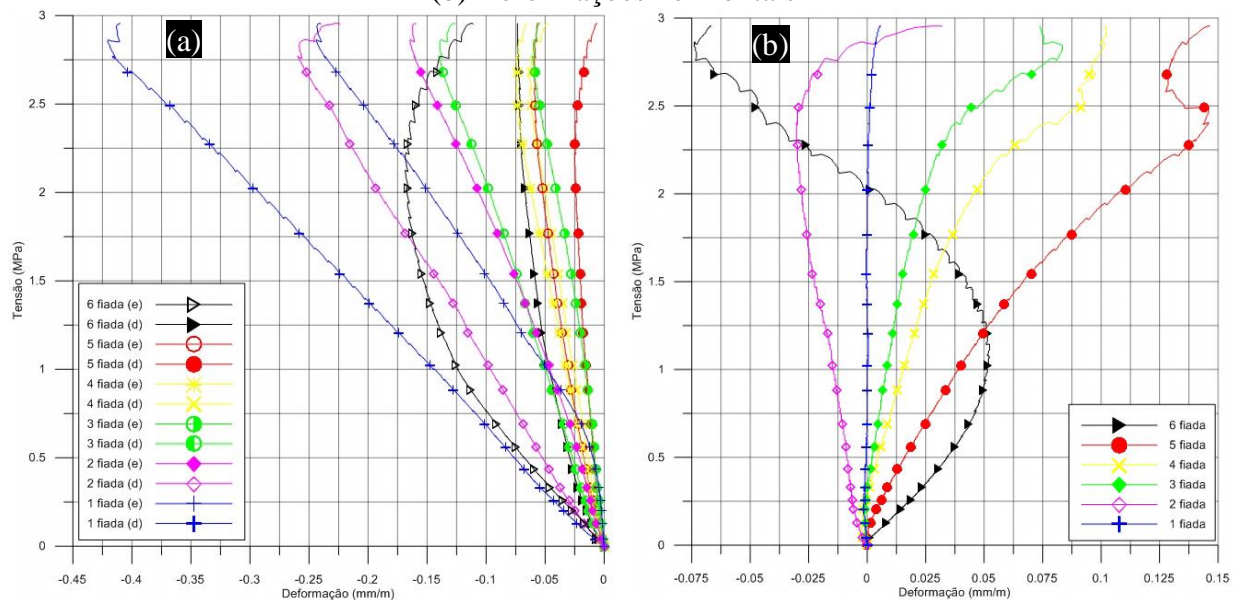 (a)
3
2.5
2
1.5
1
0.5
0
Tensão (MPa)
6 fiada (e)
6 fiada (d)
5 fiada (e)
5 fiada (d)
4 fiada (e)
4 fiada (d)
3 fiada (e)
3 fiada (d)
2 fiada (e)
2 fiada (d)
1 fiada (e)
1 fiada (d)
-0.45 -0.4 -0.35 -0.3 -0.25 -0.2 -0.15 -0.1 -0.05 0
Deformação (mm/m)
(b)
3
2.5
2
1.5
1
0.5
0
Tensão (MPa)
6 fiada
5 fiada
4 fiada
3 fiada
2 fiada
1 fiada
-0.075 -0.05 -0.025 0 0.025 0.05 0.075 0.1 0.125 0.15
Deformação (mm/m)